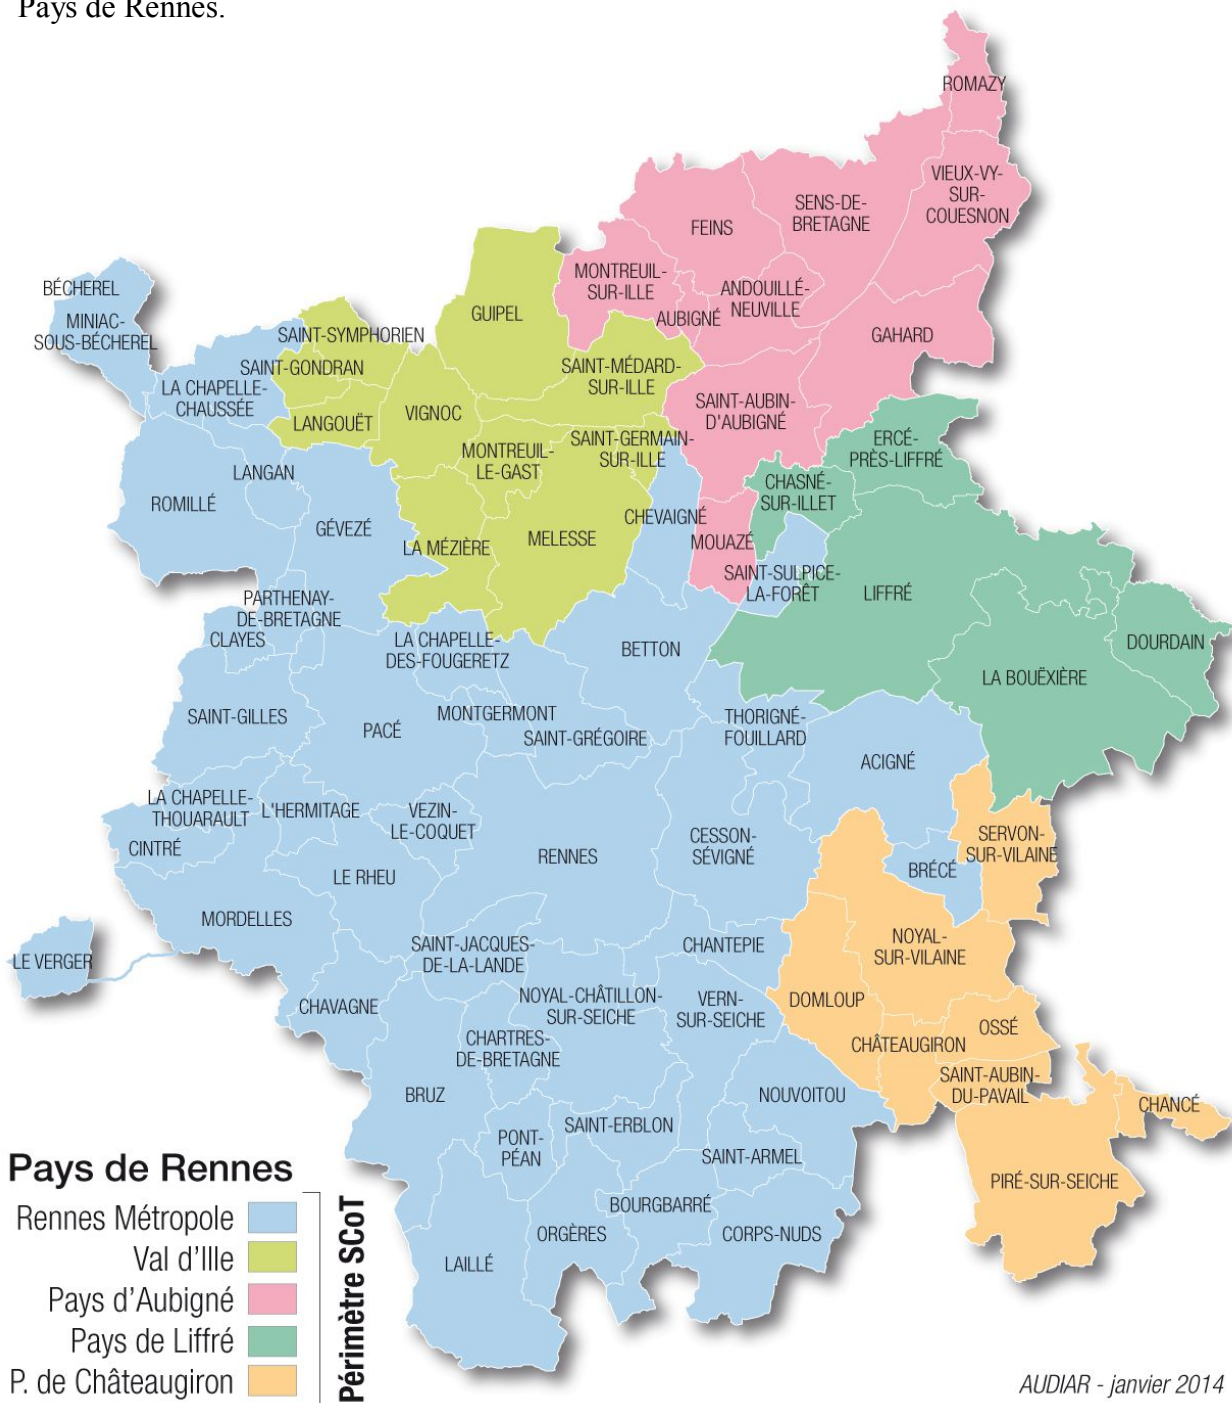 Pays de Rennes.
ROMAZY
VIEUX-VY-
SUR-
COUESNON
SENS-DE-
BRETAGNE
FEINS
MONTREUIL-
SUR-ILLE
ANDOUILLÉ-
NEUVILLE
AUBIGNÉ
GAHARD
BÉCHEREL
MINIAC-
SOUS-BÉCHEREL
GUIPEL
SAINT-SYMPHORIEN
SAINT-GONDRAN
LA CHAPELLE-
CHAUSSÉE
SAINT-MÉDARD-
SUR-ILLE
SAINT-AUBIN-
D'AUBIGNÉ
LANGOUËT
VIGNOC
SAINT-GERMAIN-
SUR-ILLE
MONTREUIL-
LE-GAST
ERCÉ-
PRÈS-LIFFRÉ
CHASNÉ-
SUR-ILLET
LANGAN
ROMILLÉ
GÉVEZÉ
CHEVAIGNÉ
LA MÉZIÈRE
MELESSE
MOUAZÉ
SAINT-SULPICE-
LA-FORÊT
LIFFRÉ
PARTHENAY-
DE-BRETAGNE
CLAYES
LA CHAPELLE-
DES-FOUGERETZ
BETTON
DOURDAIN
LA BOUËXIÈRE
SAINT-GILLES
PACÉ
MONTGERMONT
SAINT-GRÉGOIRE
THORIGNÉ-
FOUILLARD
ACIGNÉ
LA CHAPELLE-
THOUARAULT
L'HERMITAGE
VEZIN-
LE-COQUET
CINTRÉ
RENNES
CESSON-
SÉVIGNÉ
SERVON-
SUR-VILAINE
BRÉCÉ
LE RHEU
MORDELLES
LE VERGER
SAINT-JACQUES-
DE-LA-LANDE
CHANTEPIE
NOYAL-
SUR-VILAINE
CHAVAGNE
NOYAL-CHÂTILLON-
SUR-SEICHE
VERN-
SUR-SEICHE
DOMLOUP
OSSÉ
CHARTRES-
DE-BRETAGNE
CHÂTEAUGIRON
SAINT-AUBIN-
DU-PAVAIL
BRUZ
NOUVOITOU
CHANCÉ
PONT-
PÉAN
SAINT-ERBLON
SAINT-ARMEL
PIRÉ-SUR-SEICHE
BOURGBARRÉ
ORGÈRES
CORPS-NUDS
LAILLÉ
Pays de Rennes
Rennes Métropole
Val d'Ille
Pays d'Aubigné
Pays de Liffré
P. de Châteaugiron
Périmètre SCoT
AUDIAR - janvier 2014